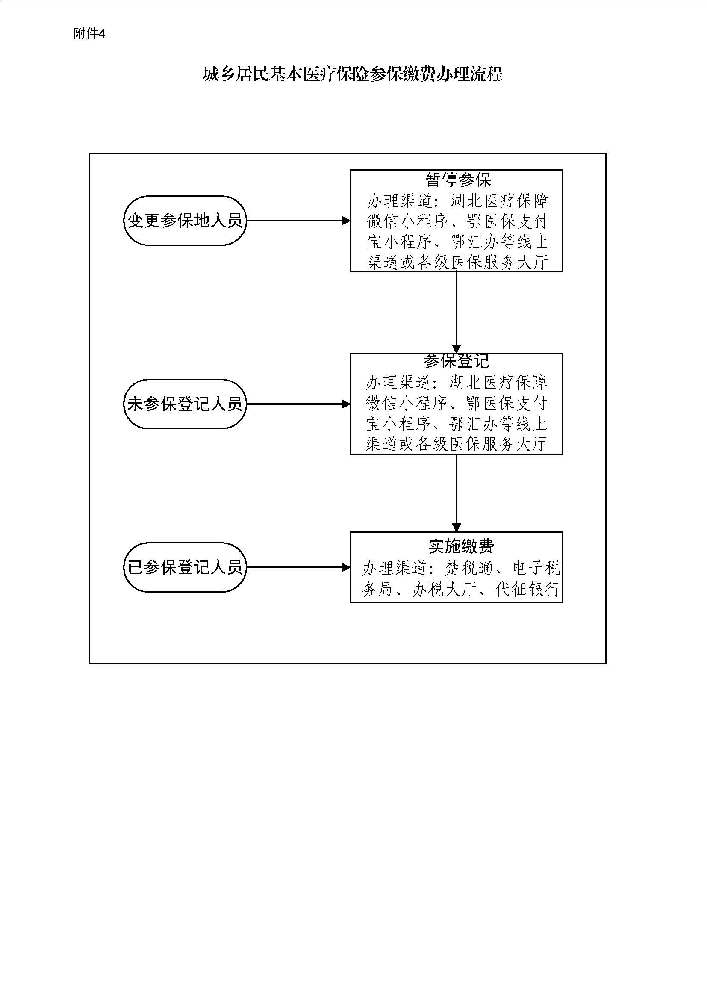 附件4
城乡居民基本医疗保险参保缴费办理流程
变更参保地人员
暂停参保
办理渠道：湖北医疗保障
微信小程序、鄂医保支付
宝小程序、鄂汇办等线上
渠道或各级医保服务大厅
未参保登记人员
参保登记
办理渠道：湖北医疗保障
微信小程序、鄂医保支付
宝小程序、鄂汇办等线上
渠道或各级医保服务大厅
已参保登记人员
实施缴费
办理渠道：楚税通、电子税
务局、办税大厅、代征银行